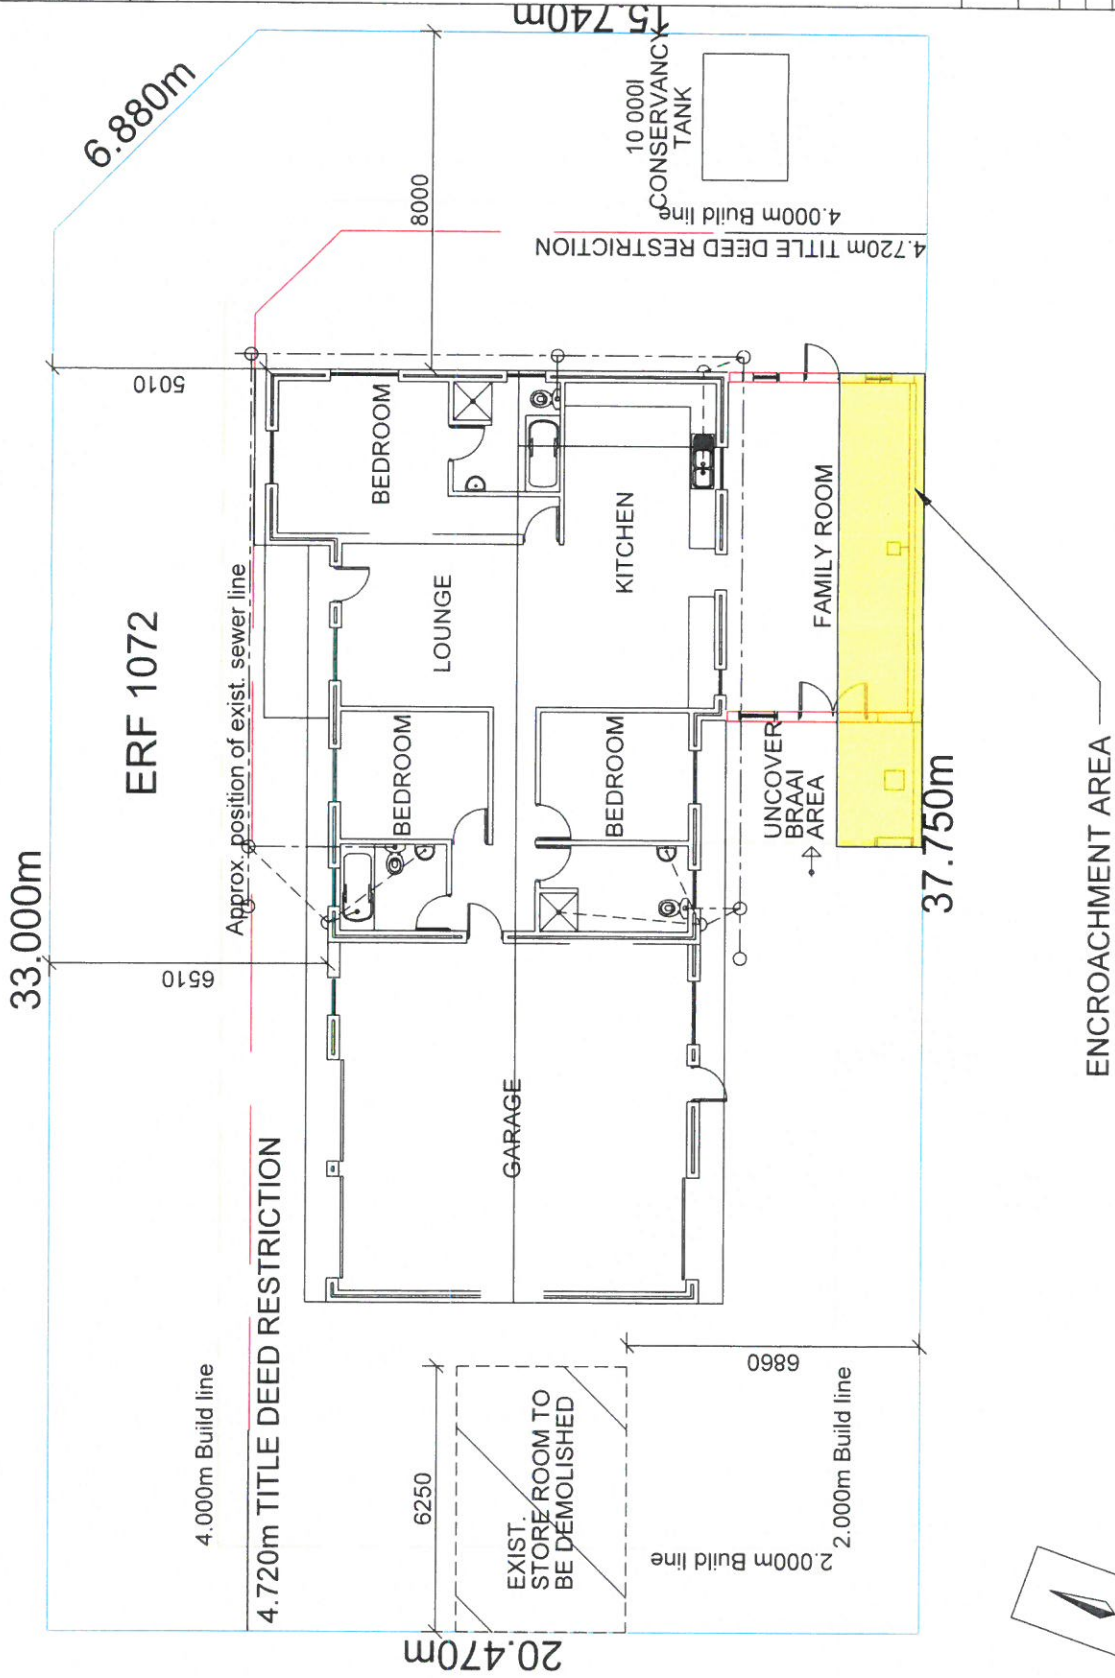 15.740m
6.880m
10 000l
CONSERVANCY
TANK
4.000m Build line
4.720m TITLE DEED RESTRICTION
8000
5010
BEDROOM
ERF 1072
Approx. position of exist. sewer line
LOUNGE
KITCHEN
FAMILY ROOM
BEDROOM
BEDROOM
UNCOVER
BRAAI
AREA
37.750m
ENCROACHMENT AREA
33.000m
6510
GARAGE
4.000m Build line
4.720m TITLE DEED RESTRICTION
6250
EXIST.
STORE ROOM TO
BE DEMOLISHED
6860
2.000m Build line
2.000m Build line
20.470m